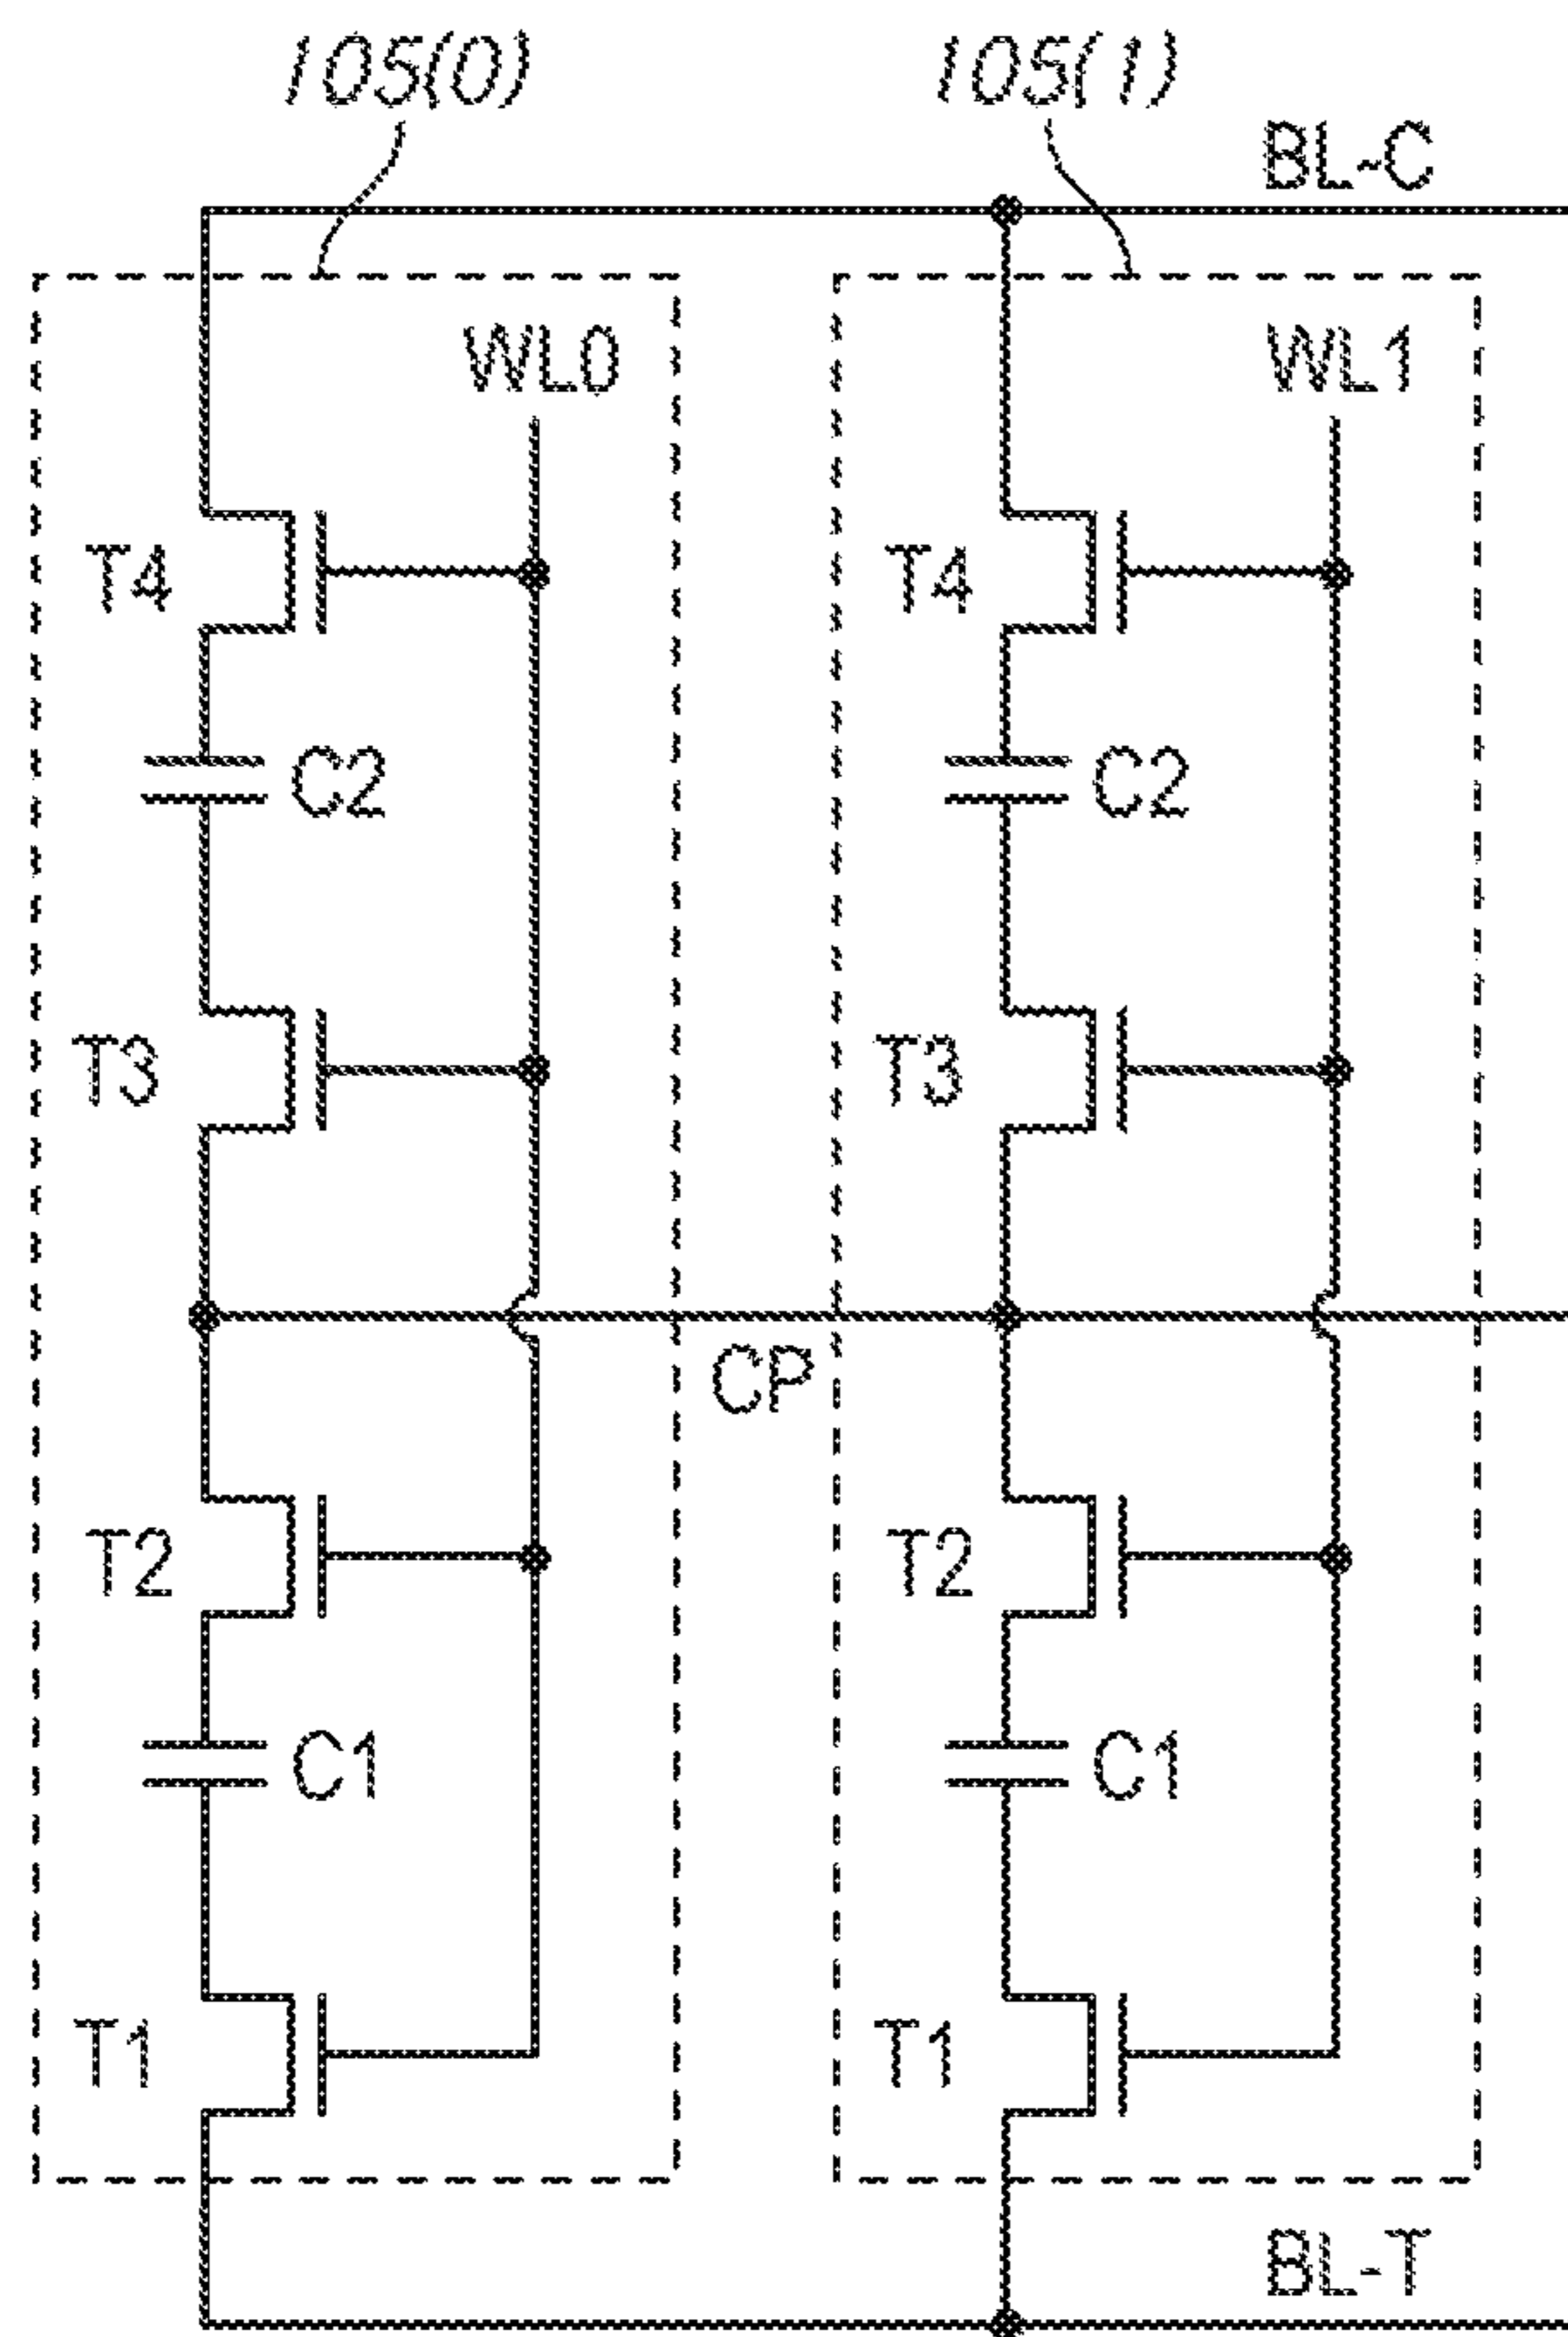 105(0) 105(1)
BL-C
WL0 WL1
T4 T4
C2 C2
T3 T3
CP
T2 T2
C1 C1
T1 T1
BL-T